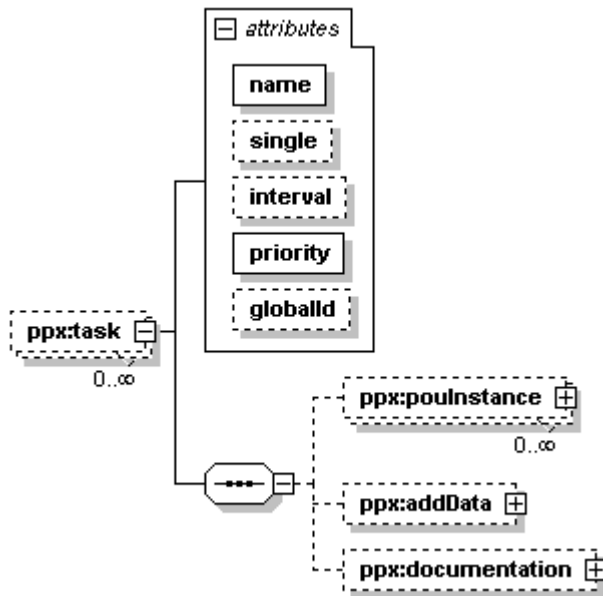 attributes
name
single
interval
priority
globalId
ppx:task
0..∞
ppx:pouInstance
0..∞
ppx:addData
ppx:documentation